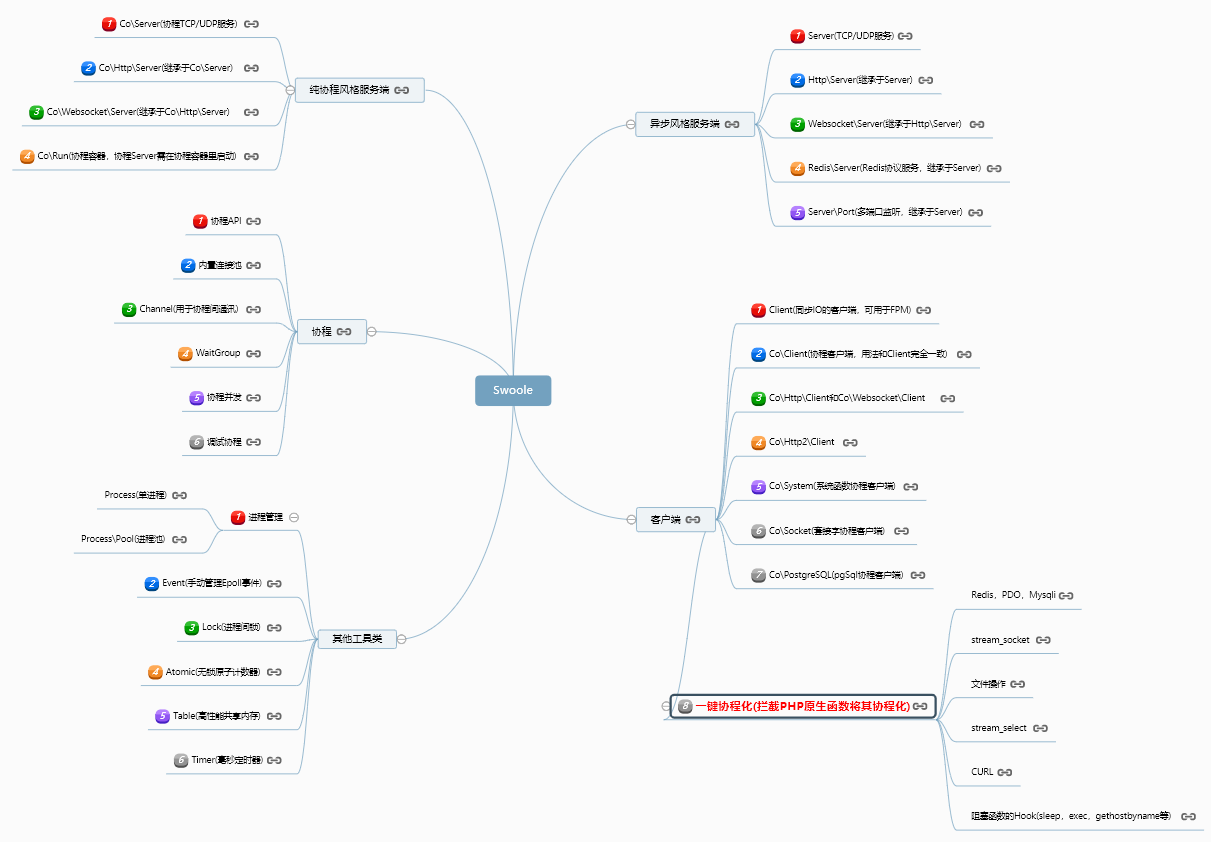 Swoole
纯协程风格服务端
1 Co\Server(协程TCP/UDP服务)
2 Co\Http\Server(继承于Co\Server)
3 Co\Websocket\Server(继承于Co\Http\Server)
4 Co\Run(协程容器，协程Server需在协程容器里启动)
协程
1 协程API
2 内置连接池
3 Channel(用于协程间通讯)
4 WaitGroup
5 协程并发
6 调试协程
其他工具类
1 进程管理
Process(单进程)
Process\Pool(进程池)
2 Event(手动管理Epoll事件)
3 Lock(进程间锁)
4 Atomic(无锁原子计数器)
5 Table(高性能共享内存)
6 Timer(毫秒定时器)
异步风格服务端
1 Server(TCP/UDP服务)
2 Http\Server(继承于Server)
3 Websocket\Server(继承于Http\Server)
4 Redis\Server(Redis协议服务，继承于Server)
5 Server\Port(多端口监听，继承于Server)
客户端
1 Client(同步IO的客户端，可用于FPM)
2 Co\Client(协程客户端，用法和Client完全一致)
3 Co\Http\Client和Co\Websocket\Client
4 Co\Http2\Client
5 Co\System(系统函数协程客户端)
6 Co\Socket(套接字协程客户端)
7 Co\PostgreSQL(pgSql协程客户端)
8 一键协程化(拦截PHP原生函数将其协程化)
Redis，PDO，Mysqli
stream_socket
文件操作
stream_select
CURL
阻塞函数的Hook(sleep，exec，gethostbyname等)